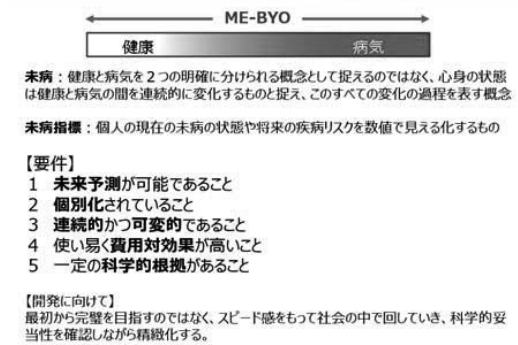 ME-BYO
健康 病気
未病：健康と病気を２つの明確に分けられる概念として捉えるのではなく、心身の状態
は健康と病気の間を連続的に変化するものと捉え、このすべての変化の過程を表す概念
未病指標：個人の現在の未病の状態や将来の疾病リスクを数値で見える化するもの
【要件】
1 未来予測が可能であること
2 個別化されていること
3 連続的かつ可変的であること
4 使い易く費用対効果が高いこと
5 一定の科学的根拠があること
【開発に向けて】
最初から完璧を目指すのではなく、スピード感をもって社会の中で回していき、科学的妥
当性を確認しながら精緻化する。